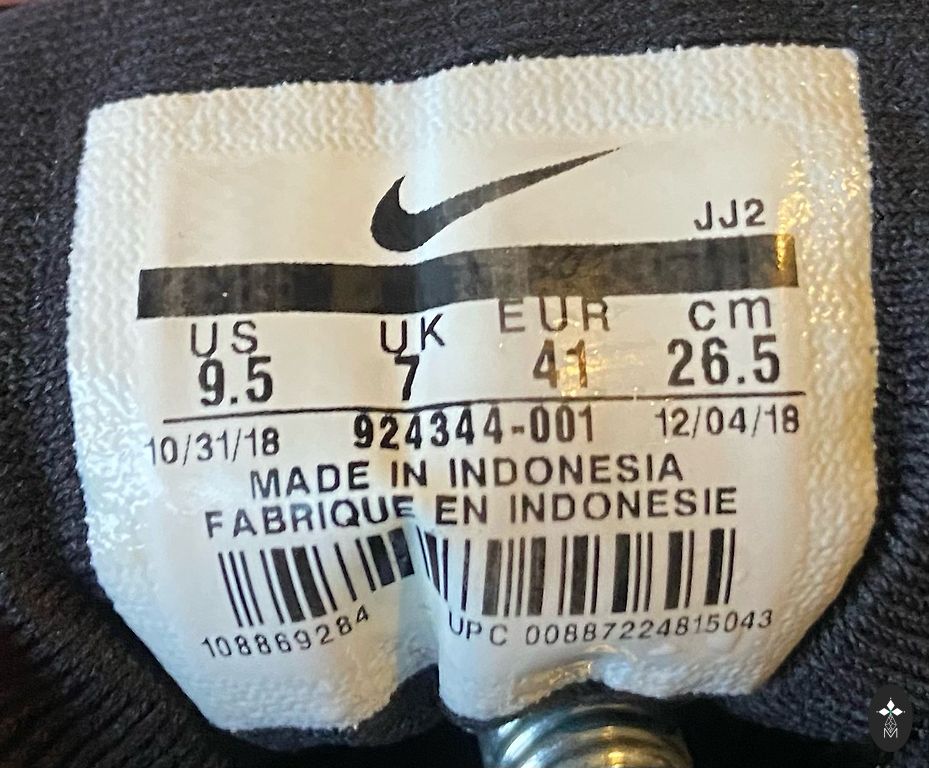 JJ2
US UK EUR cm
9.5 7 41 26.5
10/31/18 924344-001 12/04/18
MADE IN INDONESIA
FABRIQUE EN INDONESIE
108869284 UPC 00887224815043
M